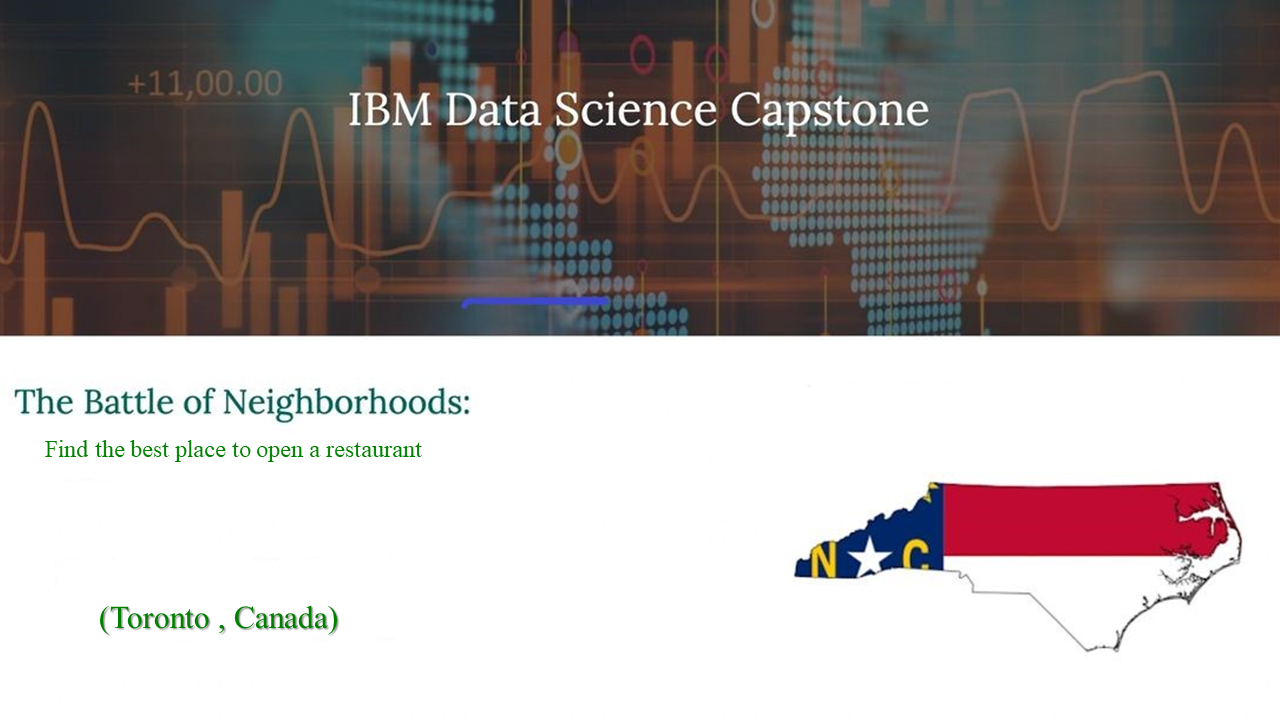 +11,00.00
IBM Data Science Capstone
The Battle of Neighborhoods:
Find the best place to open a restaurant
N C
(Toronto , Canada)